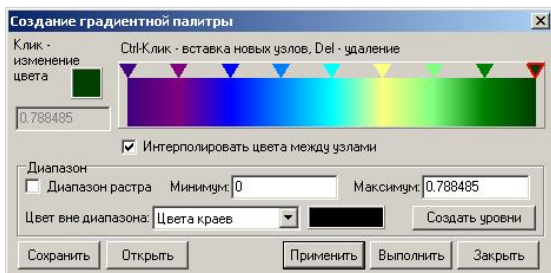 Создание градиентной палитры
Клик - изменение цвета
Ctrl-Клик - вставка новых узлов, Del - удаление
0.788485
Интерполировать цвета между узлами
Диапазон
Диапазон растра Минимум: 0 Максимум: 0.788485
Цвет вне диапазона: Цвета краев Создать уровни
Сохранить Открыть Применить Выполнить Закрыть